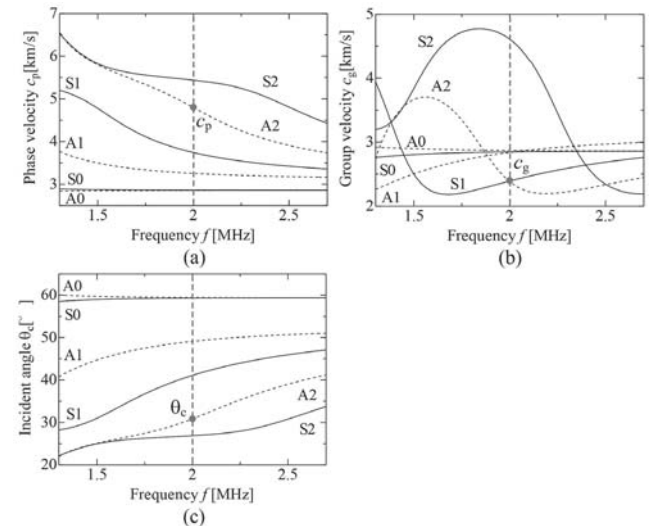 7
6
5
4
3
Phase velocity c_p[km/s]
S1
A1
S0
A0
S2
A2
c_p
1.5 2 2.5
Frequency f [MHz]
(a)
5
4
3
2
Group velocity c_g[km/s]
S2
A2
A0
S0
A1
S1
c_g
1.5 2 2.5
Frequency f [MHz]
(b)
60
50
40
30
20
Incident angle θ_c[°
A0
S0
A1
S1
θ_c
A2
S2
1.5 2 2.5
Frequency f [MHz]
(c)